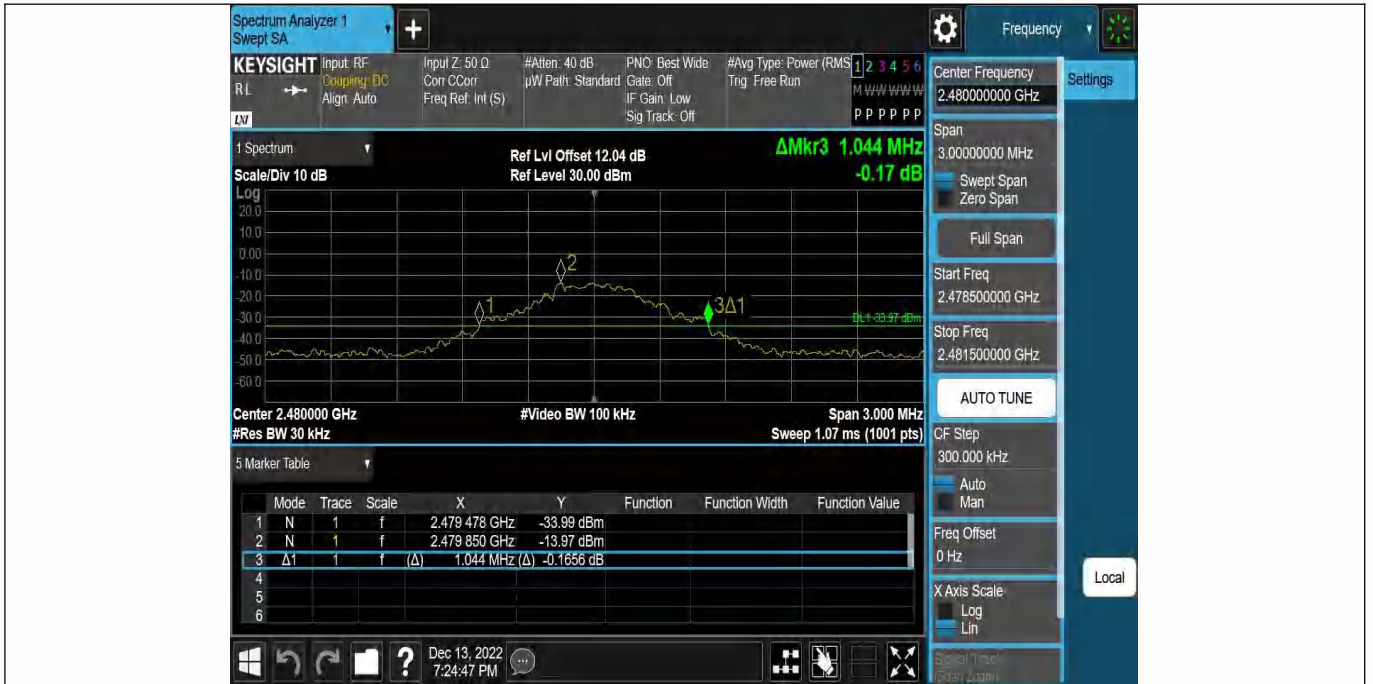 Spectrum Analyzer 1
Swept SA
+
Frequency
KEYSIGHT
RL
LXI
Input: RF
Coupling: DC
Align: Auto
Input Z: 50 Ω
Corr CCorr
Freq Ref: Int (S)
#Atten: 40 dB
µW Path: Standard
PNO: Best Wide
Gate: Off
IF Gain: Low
Sig Track: Off
#Avg Type: Power (RMS
Trig: Free Run
1 2 3 4 5 6
M W W W W W
P P P P P P
1 Spectrum
Scale/Div 10 dB
Ref Lvl Offset 12.04 dB
Ref Level 30.00 dBm
ΔMkr3 1.044 MHz
-0.17 dB
Log
20.0
10.0
0.00
-10.0
-20.0
-30.0
-40.0
-50.0
-60.0
1
2
3Δ1
DL1 -33.97 dBm
Center 2.480000 GHz
#Res BW 30 kHz
#Video BW 100 kHz
Span 3.000 MHz
Sweep 1.07 ms (1001 pts)
5 Marker Table
Mode Trace Scale X Y Function Function Width Function Value
1 N 1 f 2.479 478 GHz -33.99 dBm
2 N 1 f 2.479 850 GHz -13.97 dBm
3 Δ1 1 f (Δ) 1.044 MHz (Δ) -0.1656 dB
4
5
6
?
Dec 13, 2022
7:24:47 PM
Center Frequency
2.480000000 GHz
Settings
Span
3.00000000 MHz
Swept Span
Zero Span
Full Span
Start Freq
2.478500000 GHz
Stop Freq
2.481500000 GHz
AUTO TUNE
CF Step
300.000 kHz
Auto
Man
Freq Offset
0 Hz
X Axis Scale
Log
Lin
Local
Signal Track
(Span Zoom)